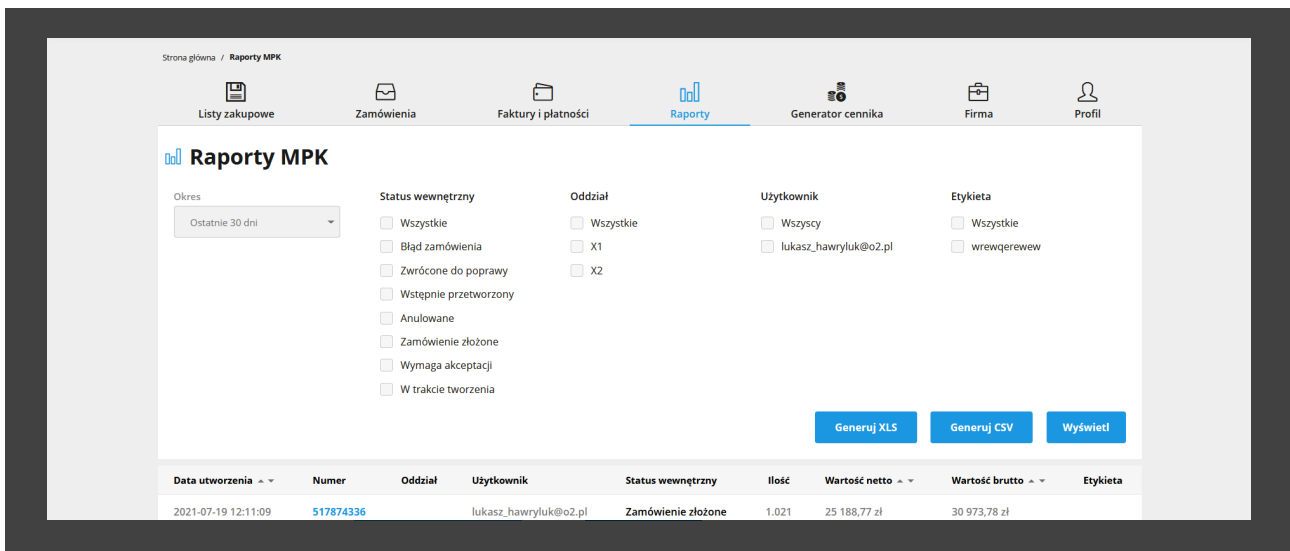 Strona główna / Raporty MPK
Listy zakupowe Zamówienia Faktury i płatności Raporty Generator cennika Firma Profil
Raporty MPK
Okres Status wewnętrzny Oddział Użytkownik Etykieta
Ostatnie 30 dni Wszystkie Wszystkie Wszyscy Wszystkie
Błąd zamówienia X1 lukasz_hawryluk@o2.pl wrewqerewew
Zwrócone do poprawy X2
Wstępnie przetworzony
Anulowane
Zamówienie złożone
Wymaga akceptacji
W trakcie tworzenia
Generuj XLS Generuj CSV Wyświetl
Data utworzenia Numer Oddział Użytkownik Status wewnętrzny Ilość Wartość netto Wartość brutto Etykieta
2021-07-19 12:11:09 517874336 lukasz_hawryluk@o2.pl Zamówienie złożone 1.021 25 188,77 zł 30 973,78 zł